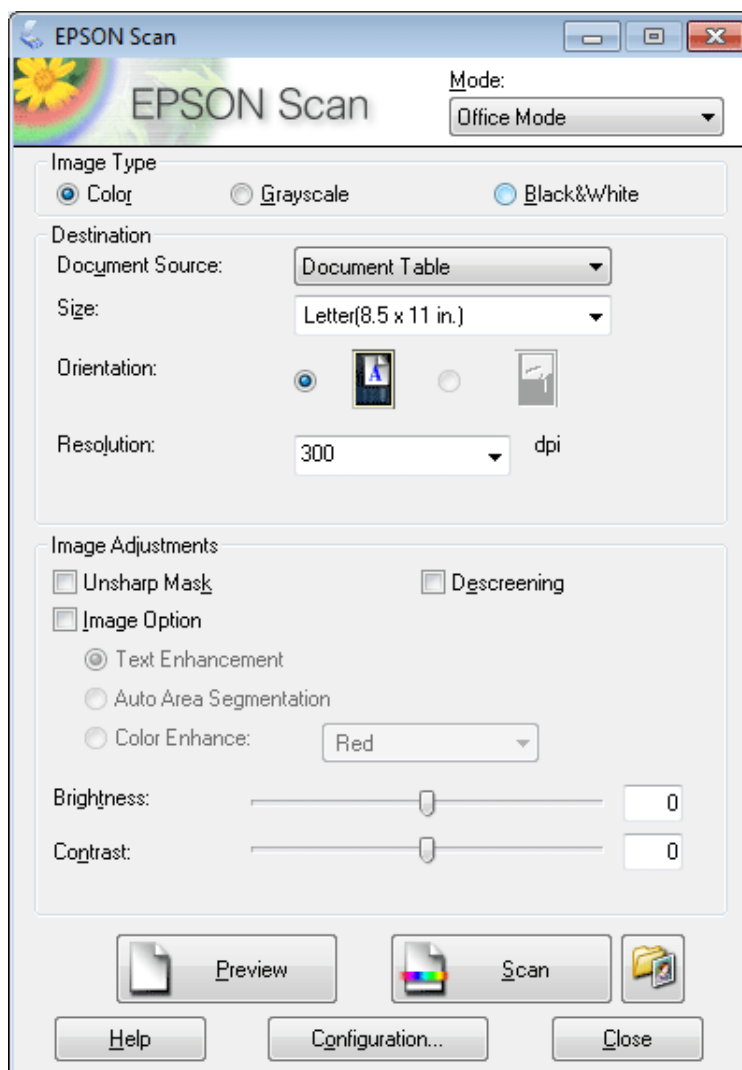 EPSON Scan
EPSON Scan
Mode:
Office Mode
Image Type
Color
Grayscale
Black&White
Destination
Document Source:
Document Table
Size:
Letter(8.5 x 11 in.)
Orientation:
A
Resolution:
300
dpi
Image Adjustments
Unsharp Mask
Descreening
Image Option
Text Enhancement
Auto Area Segmentation
Color Enhance:
Red
Brightness:
0
Contrast:
0
Preview
Scan
Help
Configuration...
Close